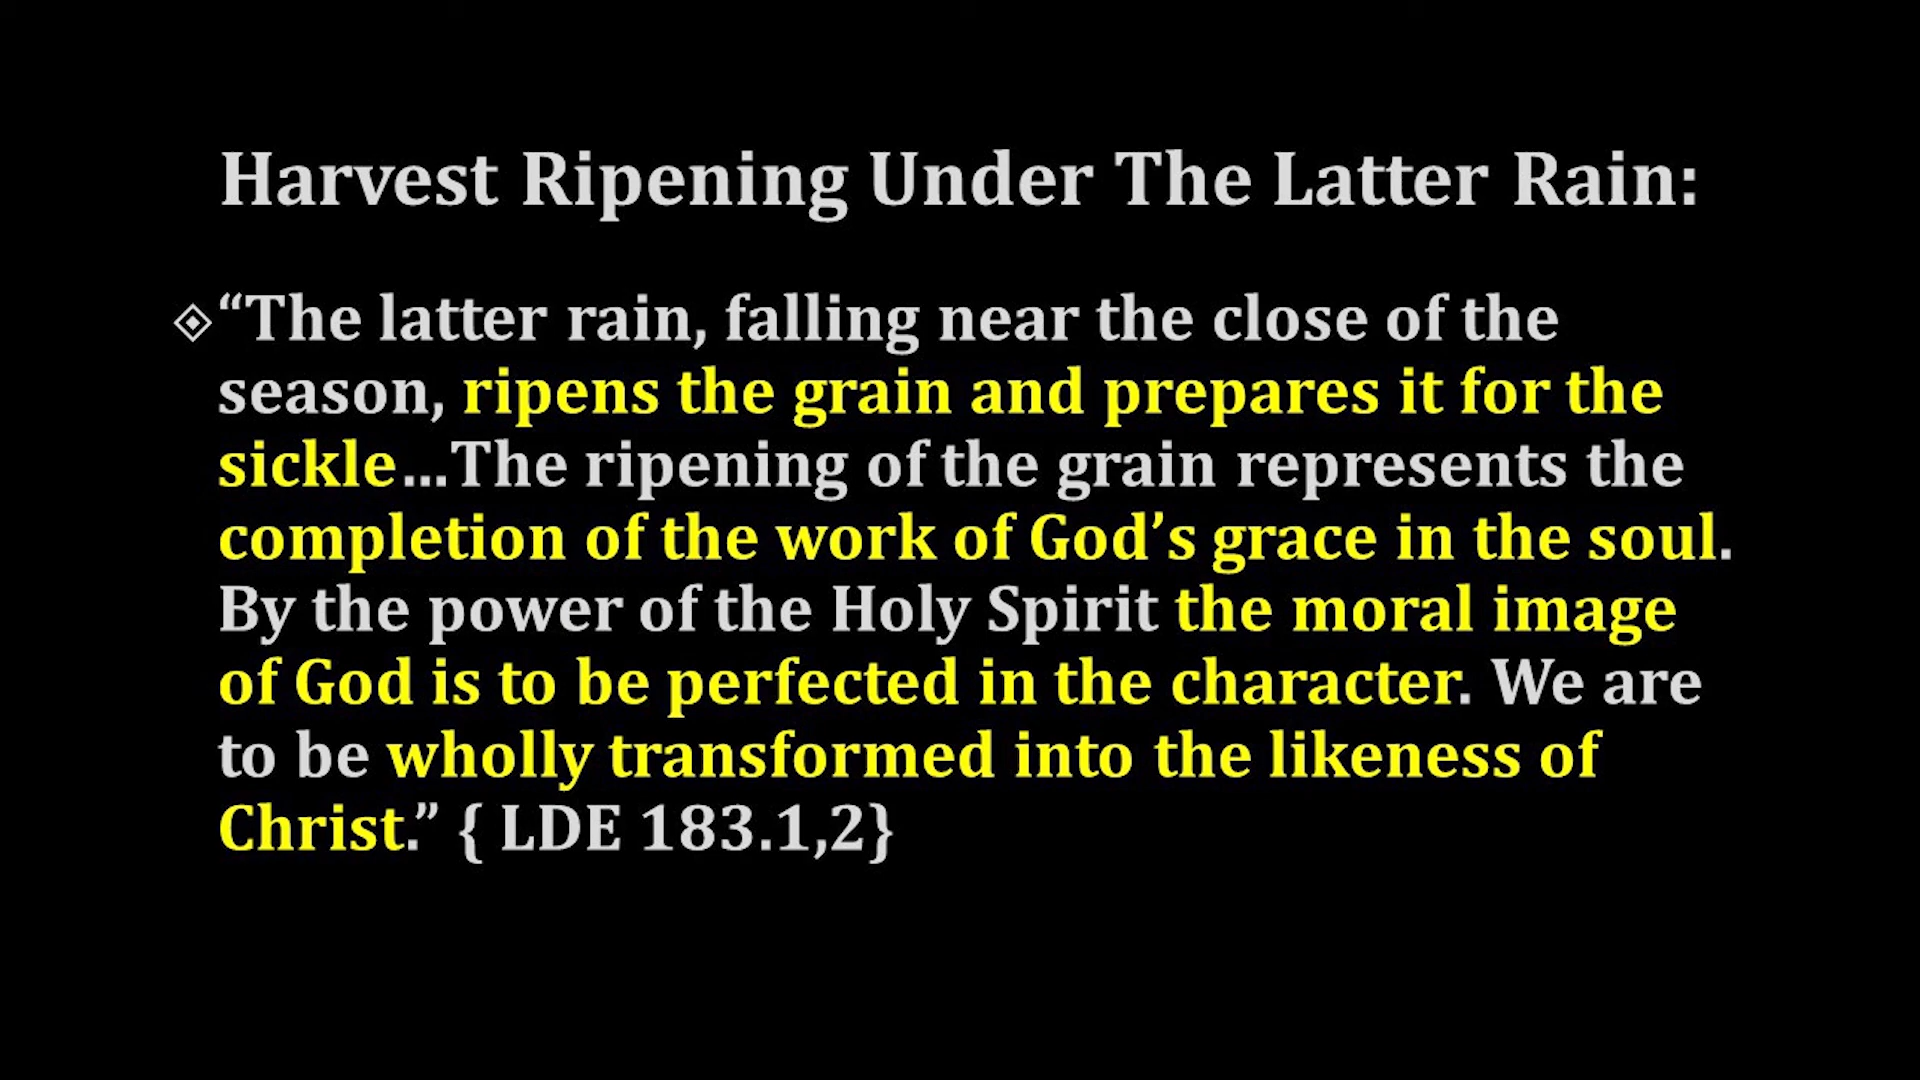 Harvest Ripening Under The Latter Rain:
“The latter rain, falling near the close of the
season, ripens the grain and prepares it for the
sickle…The ripening of the grain represents the
completion of the work of God’s grace in the soul.
By the power of the Holy Spirit the moral image
of God is to be perfected in the character. We are
to be wholly transformed into the likeness of
Christ.” { LDE 183.1,2}